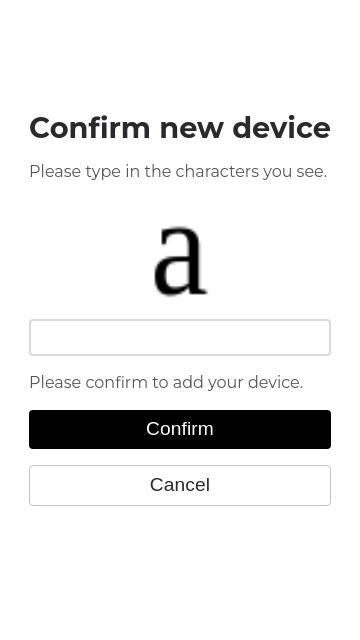 Confirm new device
Please type in the characters you see.
a
Please confirm to add your device.
Confirm
Cancel